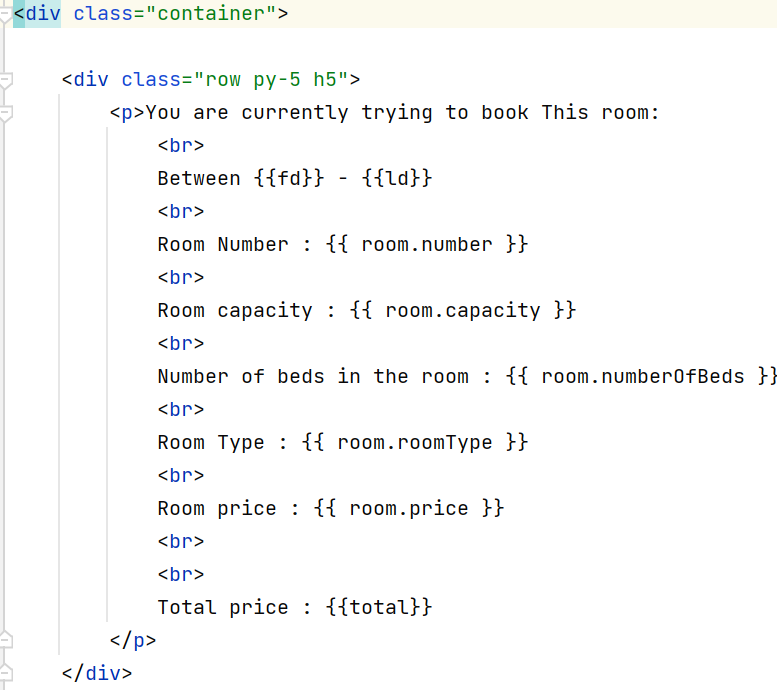 <div class="container">
<div class="row py-5 h5">
<p>You are currently trying to book This room:
<br>
Between {{fd}} - {{ld}}
<br>
Room Number : {{ room.number }}
<br>
Room capacity : {{ room.capacity }}
<br>
Number of beds in the room : {{ room.numberOfBeds }}
<br>
Room Type : {{ room.roomType }}
<br>
Room price : {{ room.price }}
<br>
<br>
Total price : {{total}}
</p>
</div>